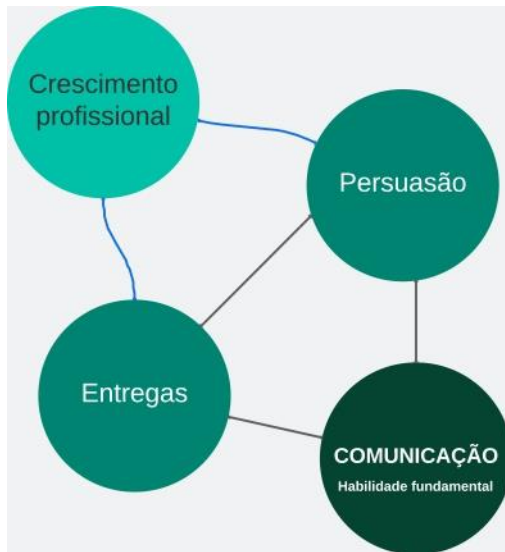 Crescimento
profissional
Persuasão
Entregas
COMUNICAÇÃO
Habilidade fundamental